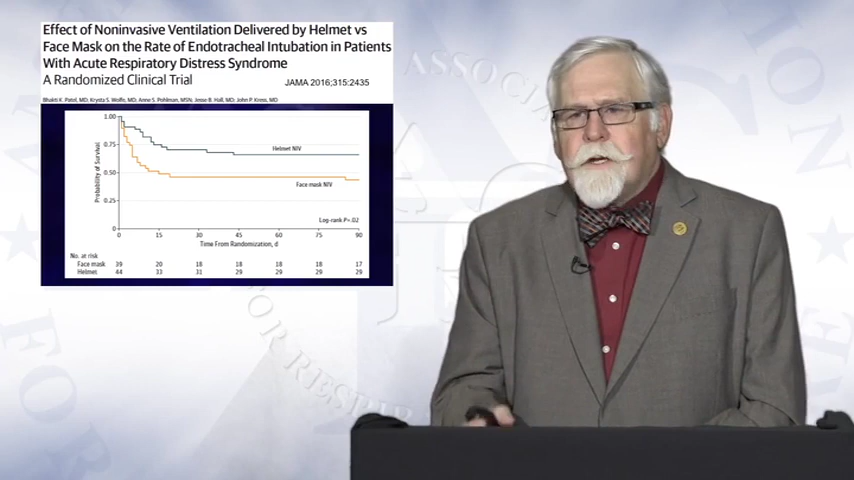 Effect of Noninvasive Ventilation Delivered by Helmet vs
Face Mask on the Rate of Endotracheal Intubation in Patients
With Acute Respiratory Distress Syndrome
A Randomized Clinical Trial
JAMA 2016;315:2435
Bhakti K. Patel, MD; Krysta S. Wolfe, MD; Anne S. Pohlman, MSN; Jesse B. Hall, MD; John P. Kress, MD
1.00
0.75
0.50
0.25
0
Probability of Survival
Helmet NIV
Face mask NIV
Log-rank P=.02
0 15 30 45 60 75 90
Time From Randomization, d
No. at risk
Face mask 39 20 18 18 18 18 17
Helmet 44 33 31 29 29 29 29
ASSOCIA
ION
FOR RESPIR
FOR